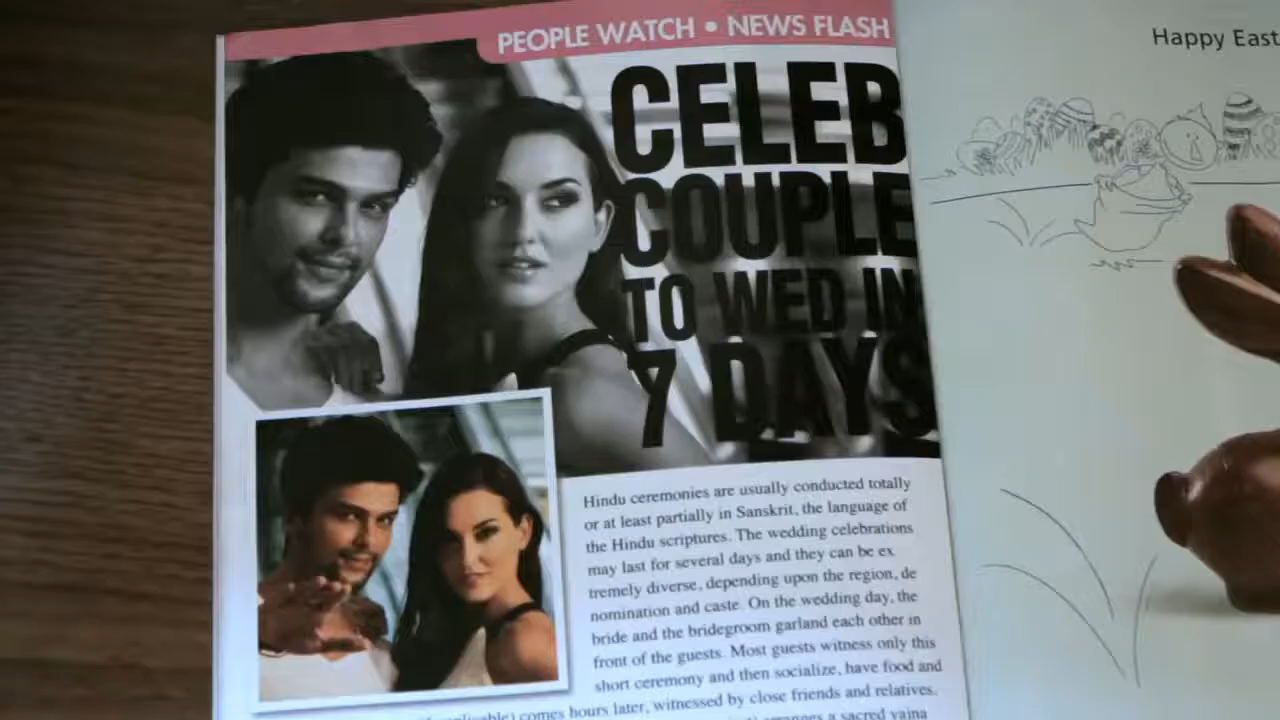 PEOPLE WATCH • NEWS FLASH
CELEB
COUPLE
TO WED IN
7 DAYS
Hindu ceremonies are usually conducted totally
or at least partially in Sanskrit, the language of
the Hindu scriptures. The wedding celebrations
may last for several days and they can be ex
tremely diverse, depending upon the region, de
nomination and caste. On the wedding day, the
bride and the bridegroom garland each other in
front of the guests. Most guests witness only this
short ceremony and then socialize, have food and
comes hours later, witnessed by close friends and relatives.
a sacred yajna
Happy East